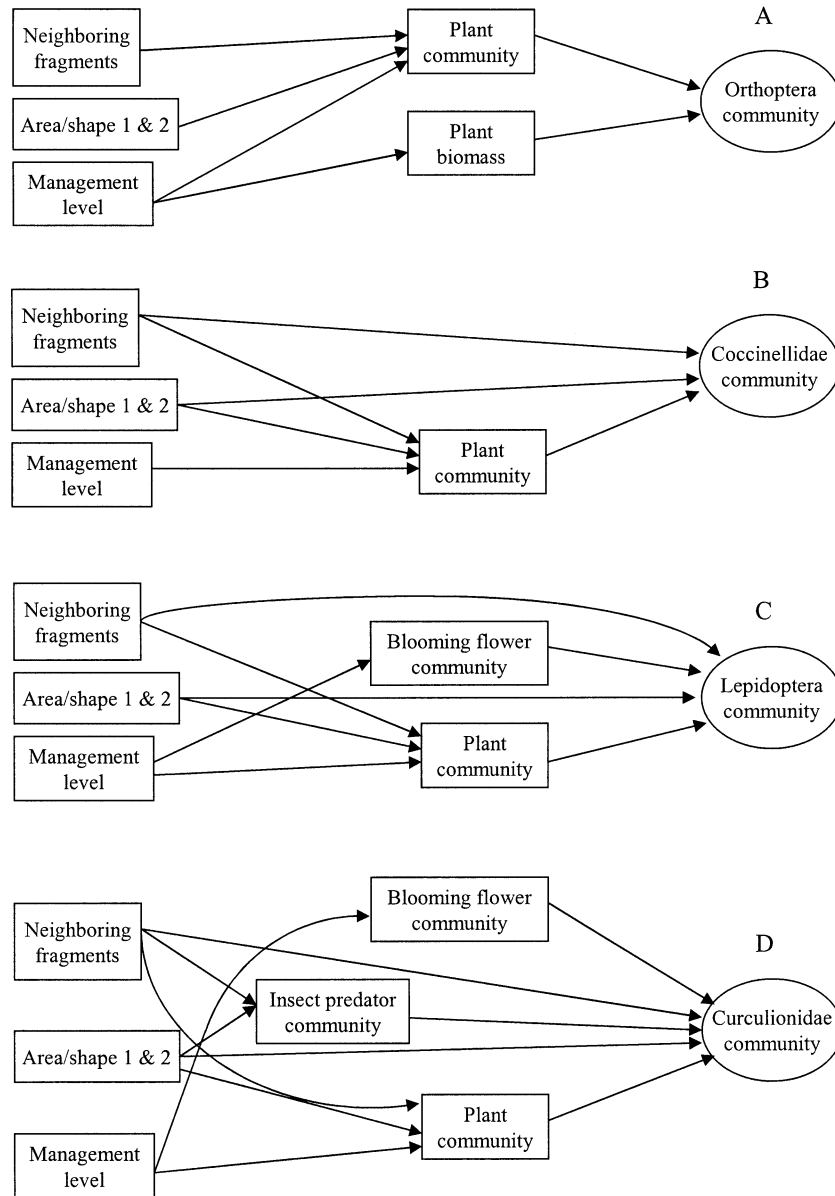 A
Neighboring
fragments
Plant
community
Orthoptera
community
Area/shape 1 & 2
Plant
biomass
Management
level
B
Neighboring
fragments
Coccinellidae
community
Area/shape 1 & 2
Plant
community
Management
level
C
Neighboring
fragments
Blooming flower
community
Lepidoptera
community
Area/shape 1 & 2
Plant
community
Management
level
D
Blooming flower
community
Neighboring
fragments
Insect predator
community
Curculionidae
community
Area/shape 1 & 2
Plant
community
Management
level